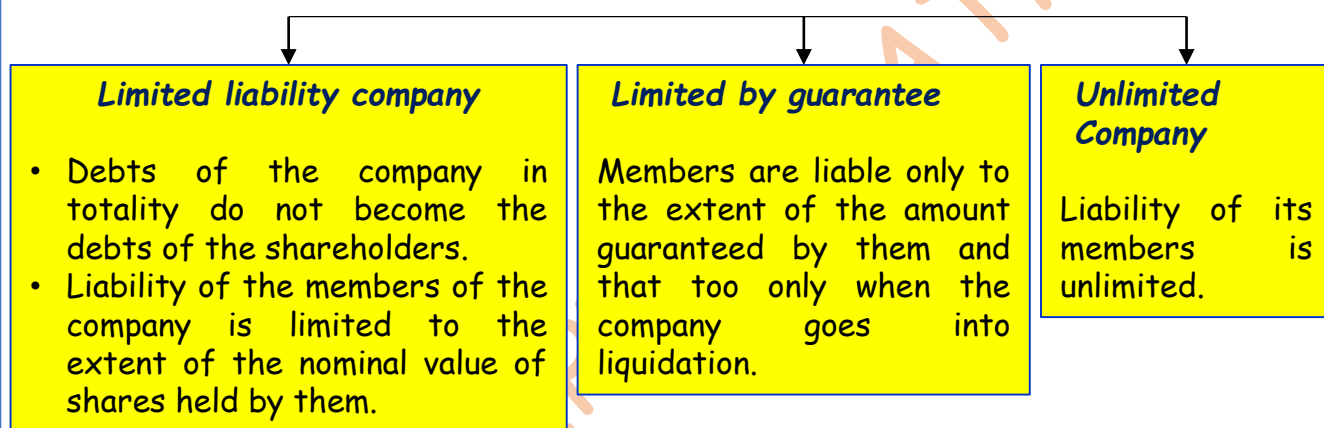 Limited liability company
• Debts of the company in
totality do not become the
debts of the shareholders.
• Liability of the members of the
company is limited to the
extent of the nominal value of
shares held by them.
Limited by guarantee
Members are liable only to
the extent of the amount
guaranteed by them and
that too only when the
company goes into
liquidation.
Unlimited
Company
Liability of its
members is
unlimited.